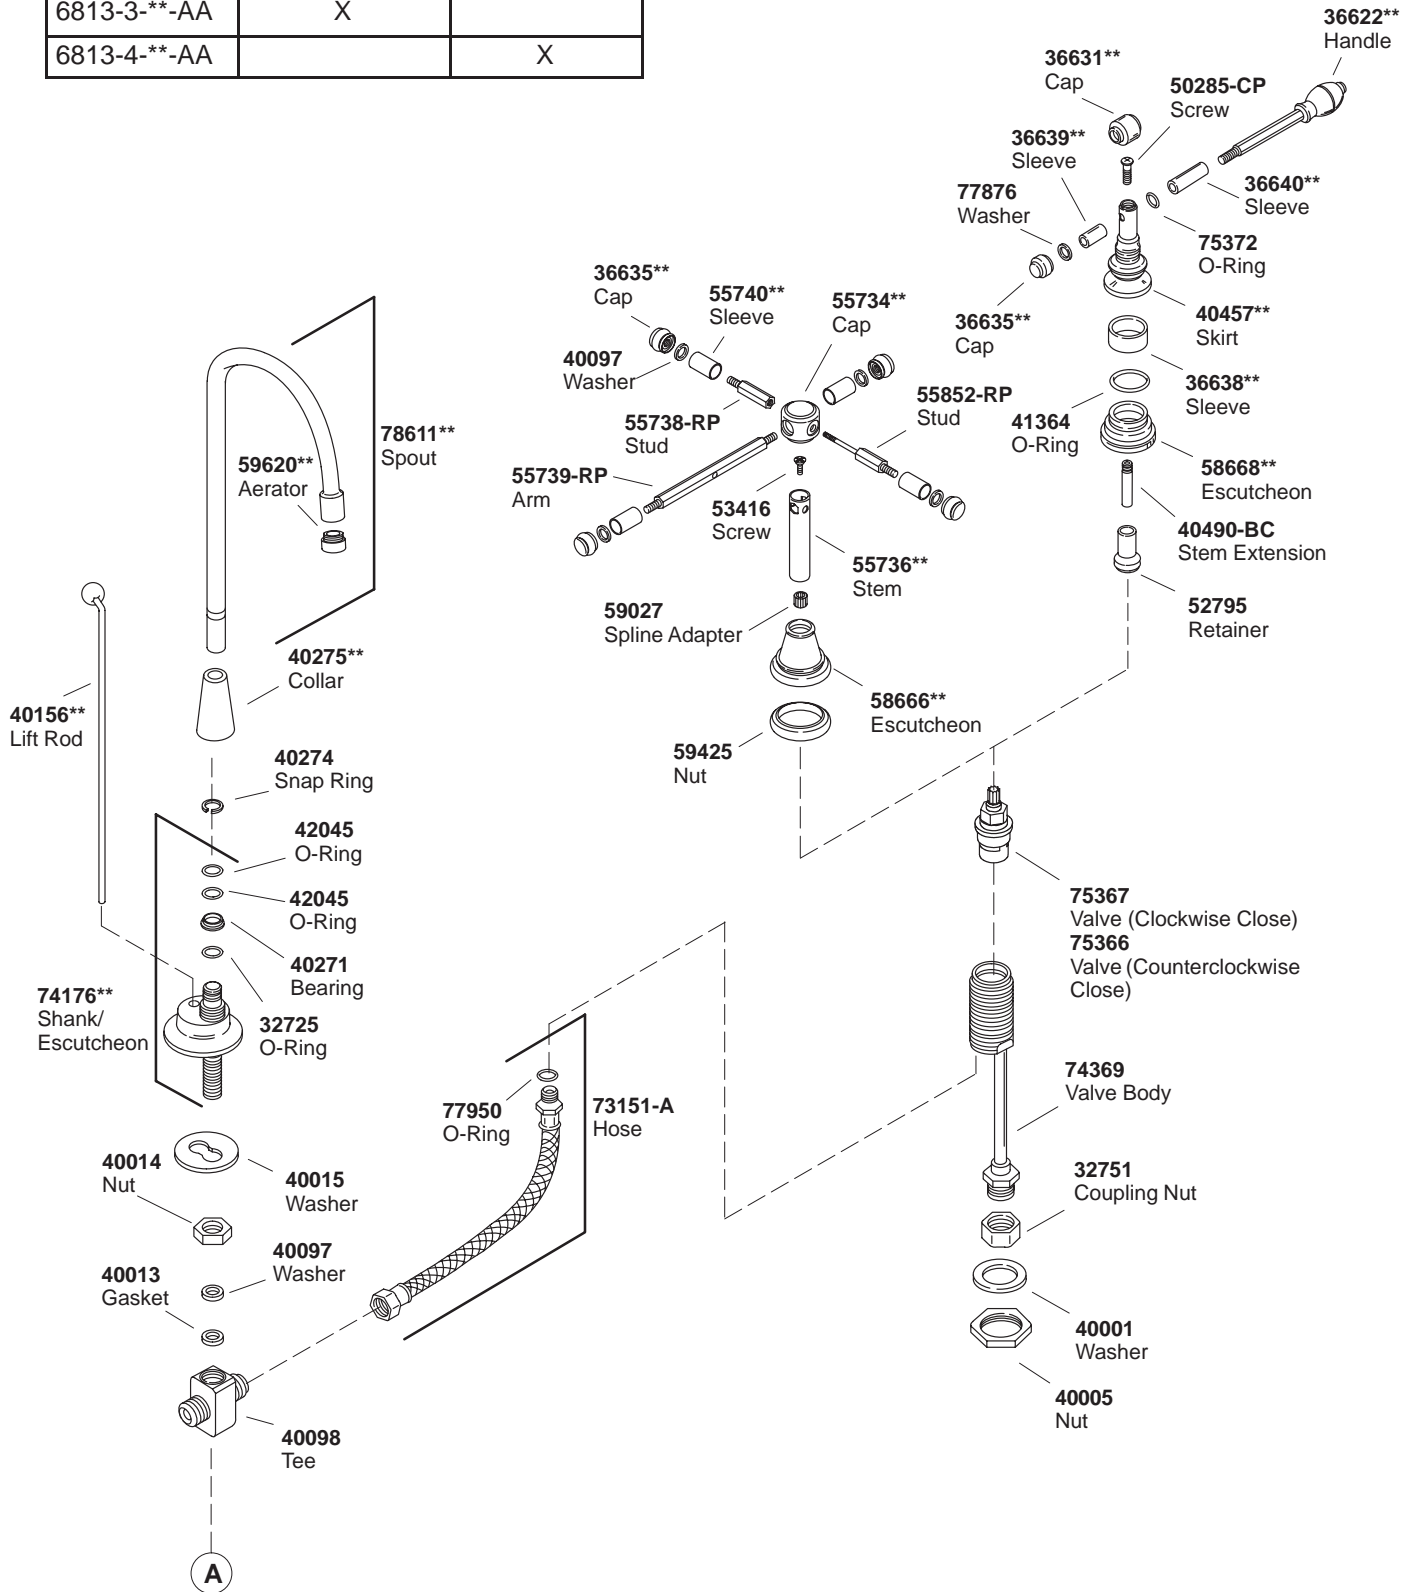 6813-3-**-AA X
6813-4-**-AA X
36622**
Handle
36631**
Cap
50285-CP
Screw
36639**
Sleeve
36640**
Sleeve
77876
Washer
75372
O-Ring
36635**
Cap
40457**
Skirt
36638**
Sleeve
41364
O-Ring
58668**
Escutcheon
40490-BC
Stem Extension
52795
Retainer
36635**
Cap
55740**
Sleeve
55734**
Cap
40097
Washer
55738-RP
Stud
55852-RP
Stud
55739-RP
Arm
53416
Screw
55736**
Stem
59027
Spline Adapter
58666**
Escutcheon
59425
Nut
78611**
Spout
59620**
Aerator
40275**
Collar
40156**
Lift Rod
40274
Snap Ring
42045
O-Ring
42045
O-Ring
40271
Bearing
74176**
Shank/
Escutcheon
32725
O-Ring
75367
Valve (Clockwise Close)
75366
Valve (Counterclockwise
Close)
74369
Valve Body
77950
O-Ring
73151-A
Hose
40014
Nut
40015
Washer
32751
Coupling Nut
40097
Washer
40013
Gasket
40001
Washer
40005
Nut
40098
Tee
A